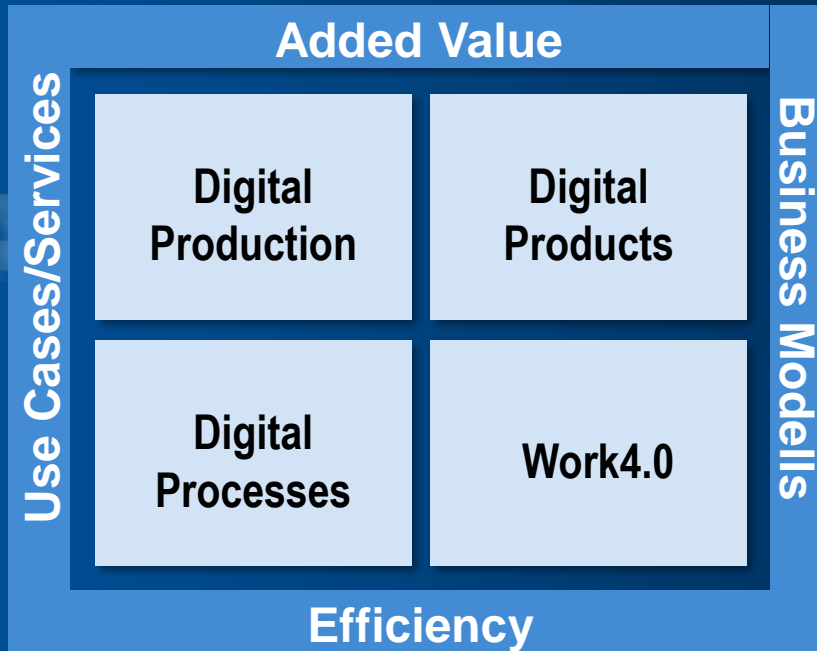 Added Value
Use Cases/Services
Digital
Production
Digital
Products
Business Modells
Digital
Processes
Work4.0
Efficiency